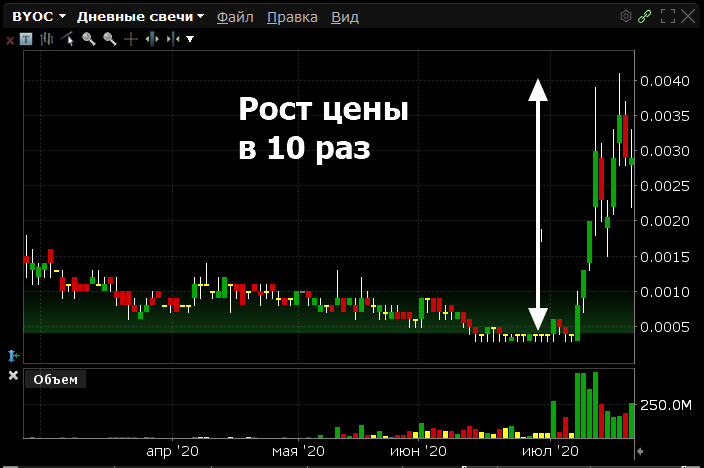 BYOC Дневные свечи Файл Правка Вид
T
Рост цены
в 10 раз
0.0040
0.0035
0.0030
0.0025
0.0020
0.0015
0.0010
0.0005
Объем
250.0M
апр '20 мая '20 июн '20 июл '20